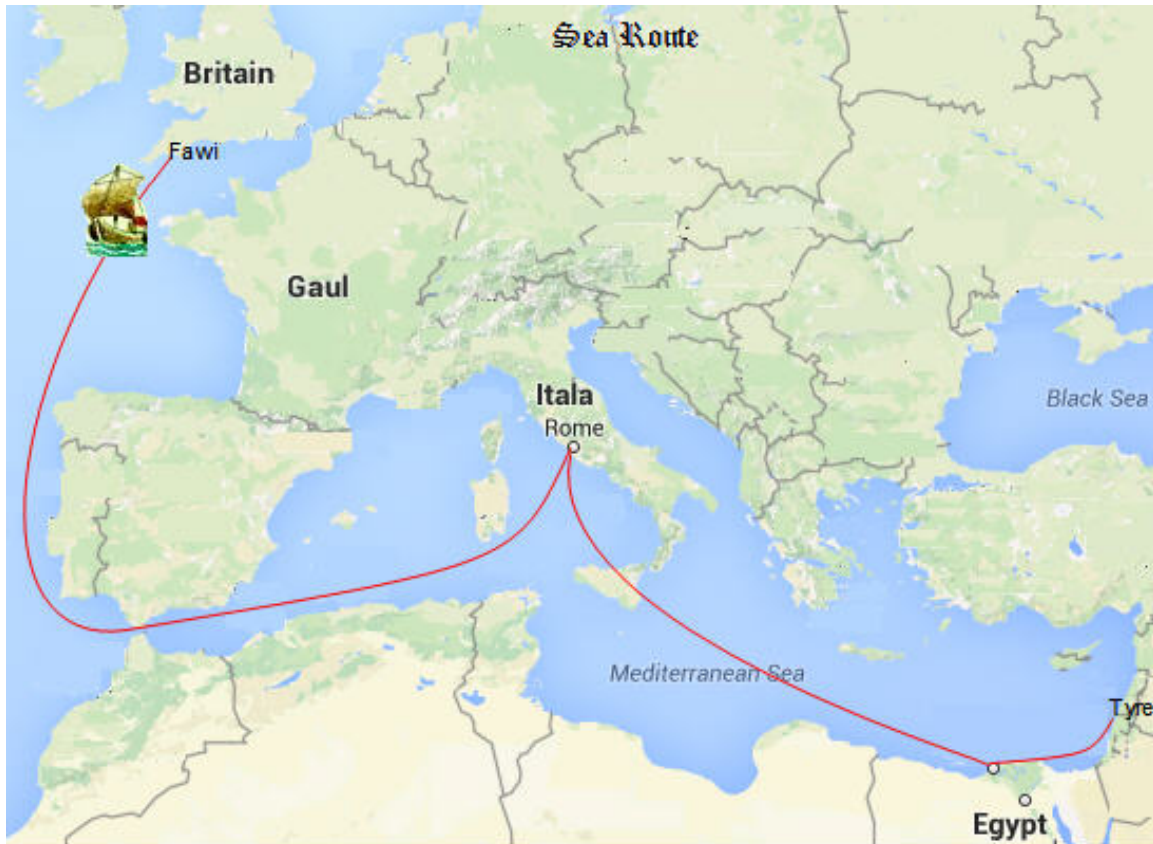 Sea Route
Britain
Fawi
Gaul
Itala
Rome
Black Sea
Mediterranean Sea
Tyre
Egypt